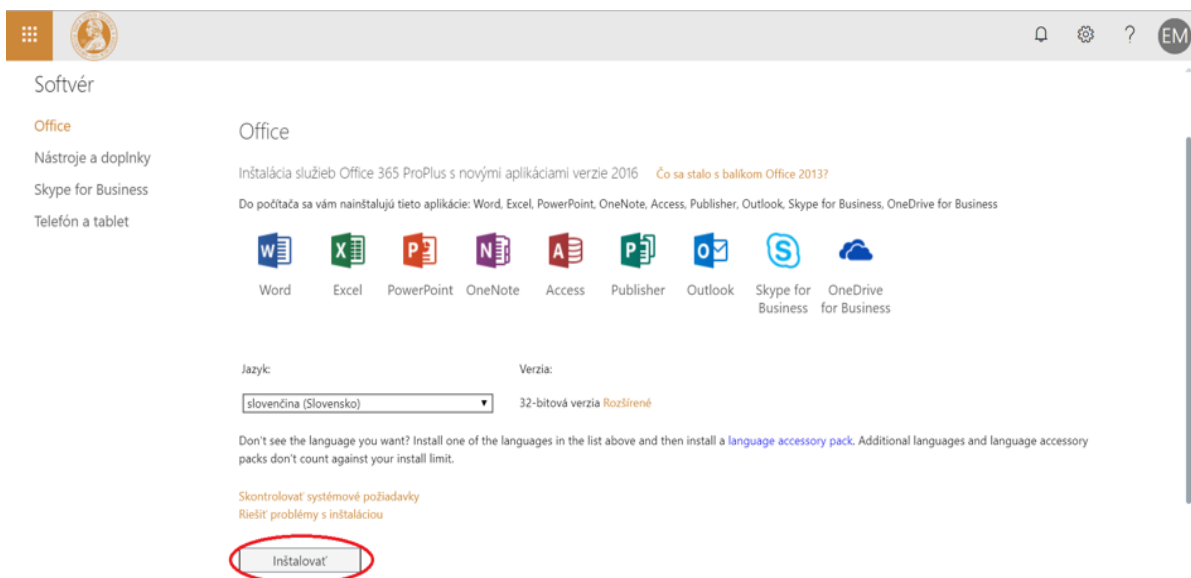 EM
Softvér
Office
Nástroje a doplnky
Skype for Business
Telefón a tablet
Office
Inštalácia služieb Office 365 ProPlus s novými aplikáciami verzie 2016 Čo sa stalo s balíkom Office 2013?
Do počítača sa vám nainštalujú tieto aplikácie: Word, Excel, PowerPoint, OneNote, Access, Publisher, Outlook, Skype for Business, OneDrive for Business
Word Excel PowerPoint OneNote Access Publisher Outlook Skype for Business OneDrive for Business
Jazyk: Verzia:
slovenčina (Slovensko) 32-bitová verzia Rozšírené
Don't see the language you want? Install one of the languages in the list above and then install a language accessory pack. Additional languages and language accessory
packs don't count against your install limit.
Skontrolovať systémové požiadavky
Riešiť problémy s inštaláciou
Inštalovať